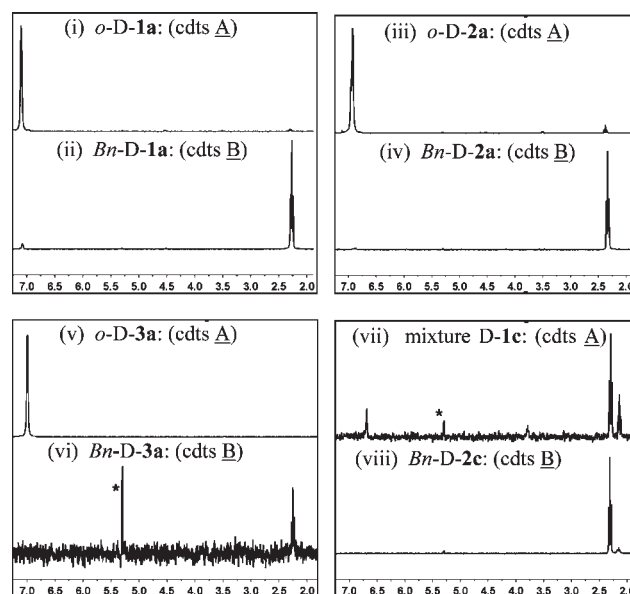 (i) o-D-1a: (cdts A)
(ii) Bn-D-1a: (cdts B)
7.0 6.5 6.0 5.5 5.0 4.5 4.0 3.5 3.0 2.5 2.0
(iii) o-D-2a: (cdts A)
(iv) Bn-D-2a: (cdts B)
7.0 6.5 6.0 5.5 5.0 4.5 4.0 3.5 3.0 2.5 2.0
(v) o-D-3a: (cdts A)
(vi) Bn-D-3a: (cdts B)
*
7.0 6.5 6.0 5.5 5.0 4.5 4.0 3.5 3.0 2.5 2.0
(vii) mixture D-1c: (cdts A)
*
(viii) Bn-D-2c: (cdts B)
7.0 6.5 6.0 5.5 5.0 4.5 4.0 3.5 3.0 2.5 2.0